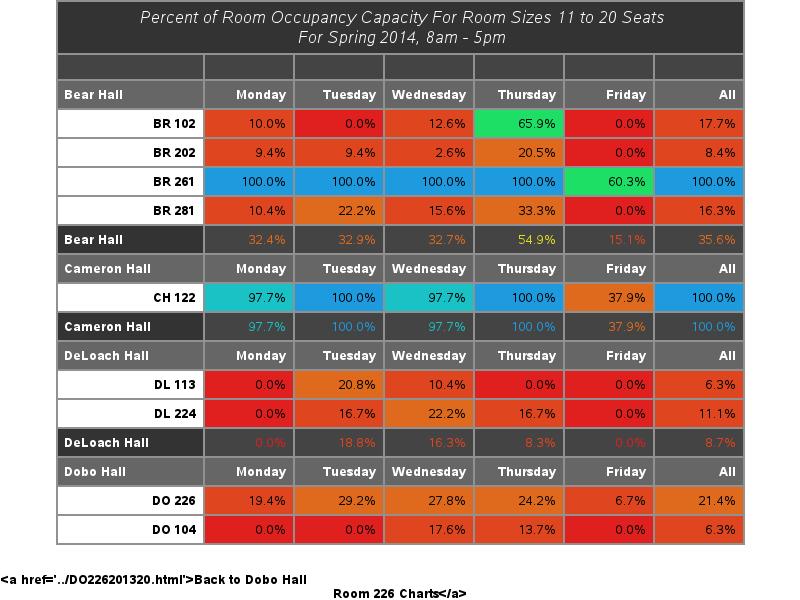 Percent of Room Occupancy Capacity For Room Sizes 11 to 20 Seats
For Spring 2014, 8am - 5pm
Bear Hall Monday Tuesday Wednesday Thursday Friday All
BR 102 10.0% 0.0% 12.6% 65.9% 0.0% 17.7%
BR 202 9.4% 9.4% 2.6% 20.5% 0.0% 8.4%
BR 261 100.0% 100.0% 100.0% 100.0% 60.3% 100.0%
BR 281 10.4% 22.2% 15.6% 33.3% 0.0% 16.3%
Bear Hall 32.4% 32.9% 32.7% 54.9% 15.1% 35.6%
Cameron Hall Monday Tuesday Wednesday Thursday Friday All
CH 122 97.7% 100.0% 97.7% 100.0% 37.9% 100.0%
Cameron Hall 97.7% 100.0% 97.7% 100.0% 37.9% 100.0%
DeLoach Hall Monday Tuesday Wednesday Thursday Friday All
DL 113 0.0% 20.8% 10.4% 0.0% 0.0% 6.3%
DL 224 0.0% 16.7% 22.2% 16.7% 0.0% 11.1%
DeLoach Hall 0.0% 18.8% 16.3% 8.3% 0.0% 8.7%
Dobo Hall Monday Tuesday Wednesday Thursday Friday All
DO 226 19.4% 29.2% 27.8% 24.2% 6.7% 21.4%
DO 104 0.0% 0.0% 17.6% 13.7% 0.0% 6.3%
&lt;a href='../DO226201320.html'&gt;Back to Dobo Hall
Room 226 Charts&lt;/a&gt;